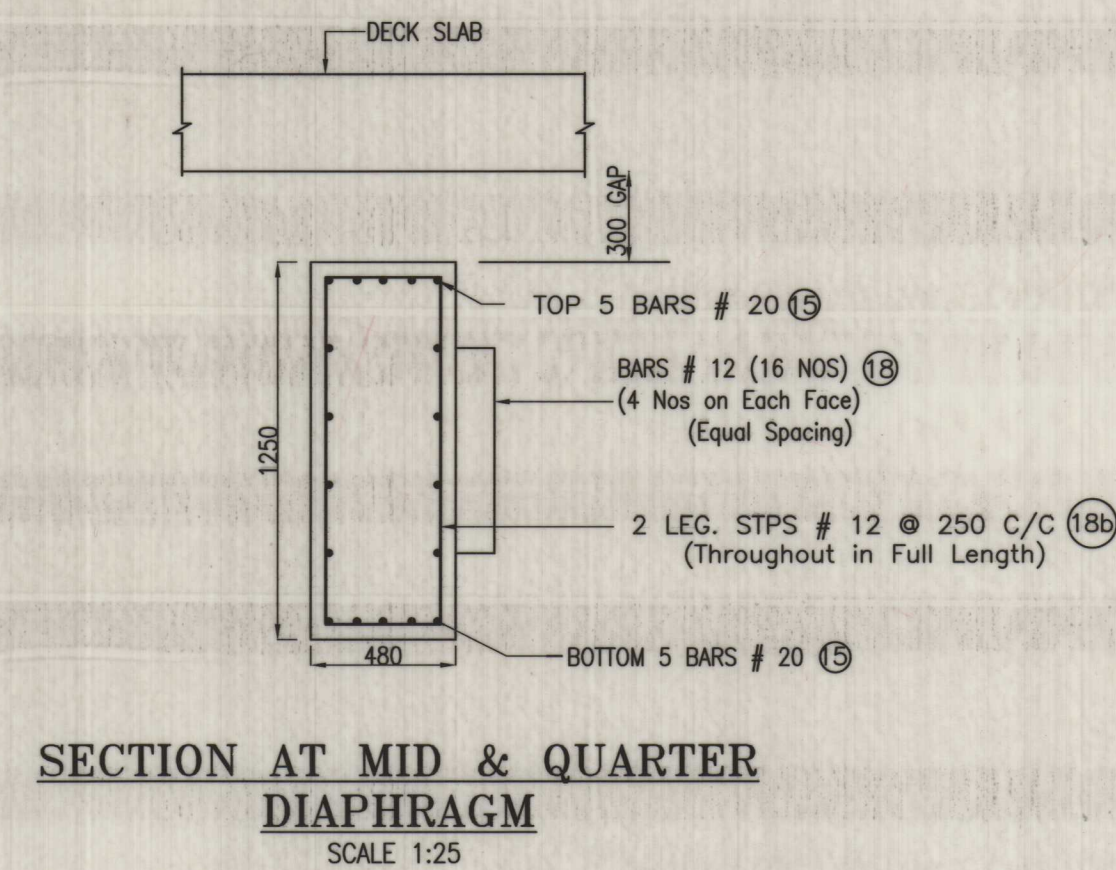 DECK SLAB
300 GAP
TOP 5 BARS # 20 15
BARS # 12 (16 NOS) 18
(4 Nos on Each Face)
(Equal Spacing)
1250
2 LEG. STPS # 12 @ 250 C/C 18b
(Throughout in Full Length)
480
BOTTOM 5 BARS # 20 15
SECTION AT MID & QUARTER
DIAPHRAGM
SCALE 1:25